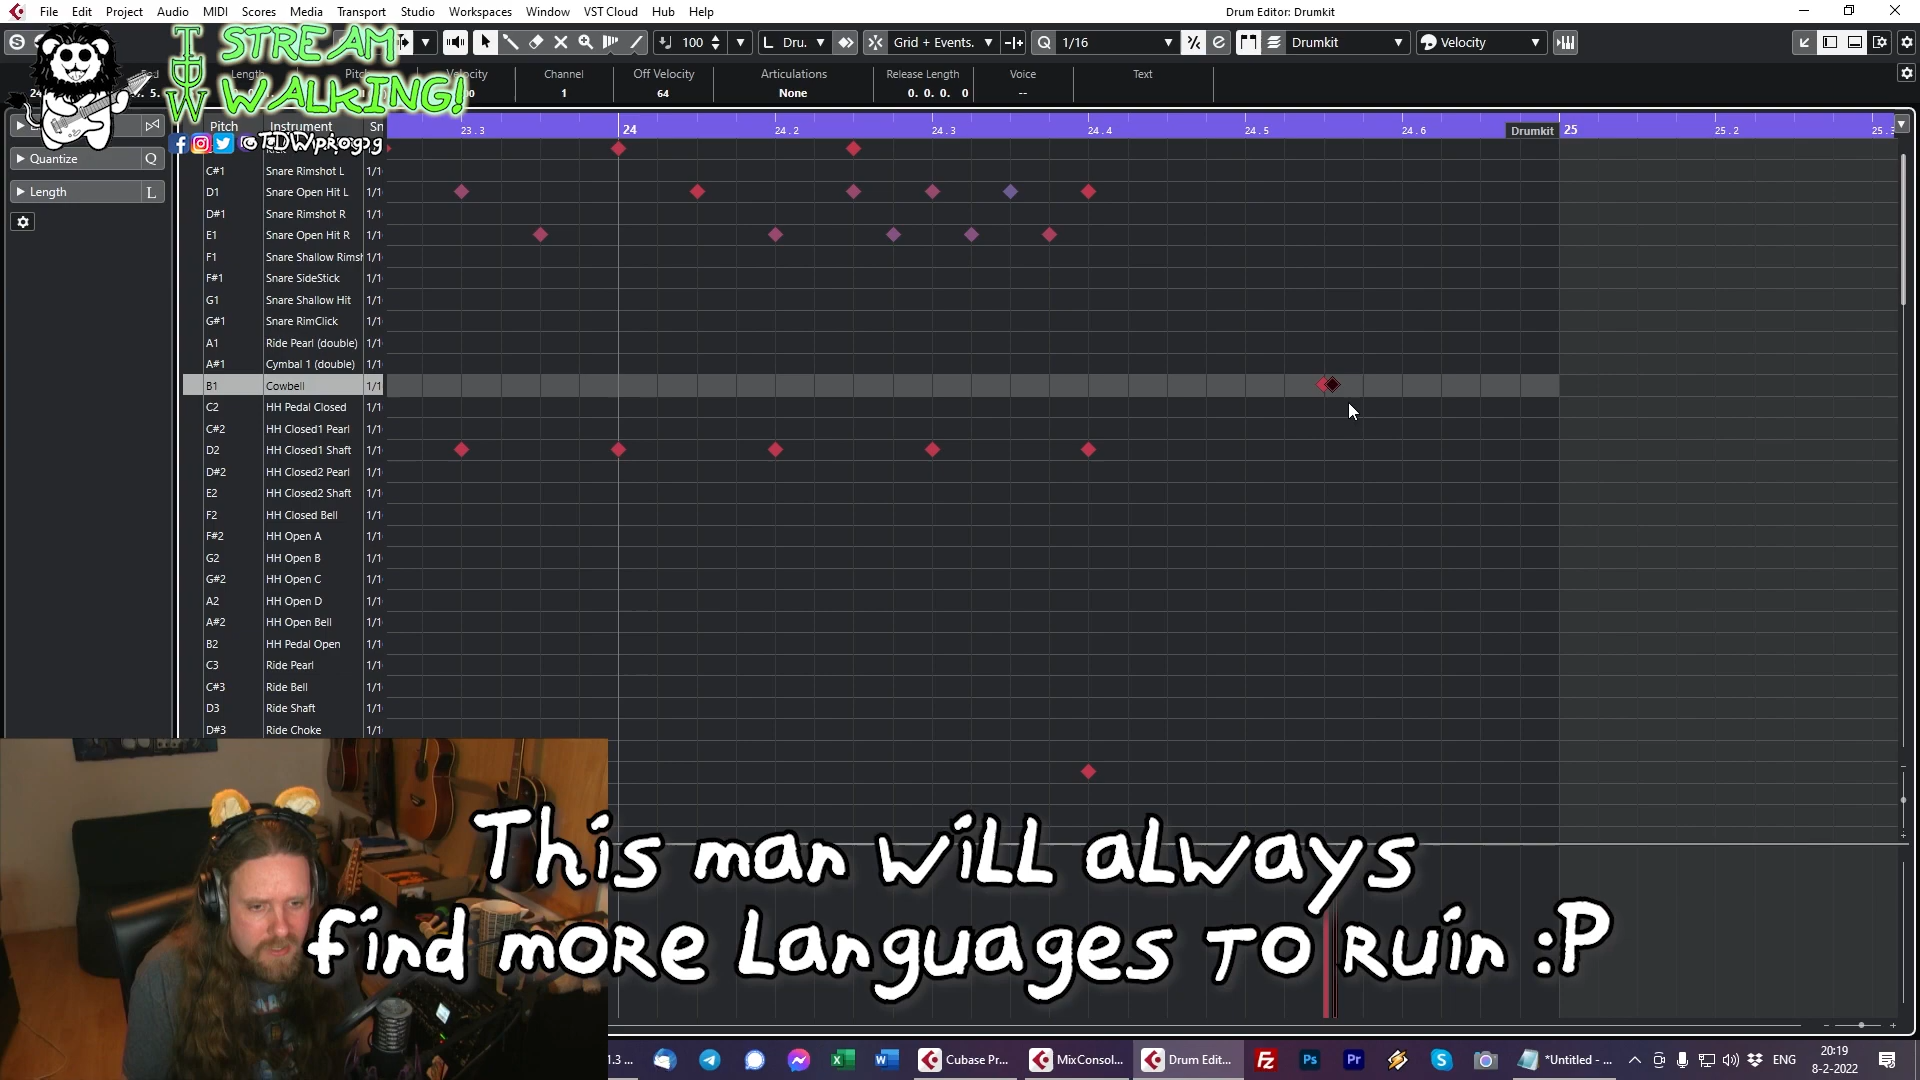 File Edit Project Audio MIDI Scores Media Transport Studio Workspaces Window VST Cloud Hub Help
Drum Editor: Drumkit
TDW
STREAM
WALKING!
100 Dru. Grid + Events. 1/16 Drumkit Velocity
Length Velocity Channel Off Velocity Articulations Release Length Voice Text
1 64 None 0. 0. 0. 0 --
@TDWprogg
Quantize Q
Length L
Pitch Instrument
23.3 24 24.2 24.3 24.4 24.5 24.6 Drumkit 25 25.2 25.3
C#1 Snare Rimshot L 1/1
D1 Snare Open Hit L 1/1
D#1 Snare Rimshot R 1/1
E1 Snare Open Hit R 1/1
F1 Snare Shallow Rimsh 1/1
F#1 Snare SideStick 1/1
G1 Snare Shallow Hit 1/1
G#1 Snare RimClick 1/1
A1 Ride Pearl (double) 1/1
A#1 Cymbal 1 (double) 1/1
B1 Cowbell 1/1
C2 HH Pedal Closed 1/1
C#2 HH Closed1 Pearl 1/1
D2 HH Closed1 Shaft 1/1
D#2 HH Closed2 Pearl 1/1
E2 HH Closed2 Shaft 1/1
F2 HH Closed Bell 1/1
F#2 HH Open A 1/1
G2 HH Open B 1/1
G#2 HH Open C 1/1
A2 HH Open D 1/1
A#2 HH Open Bell 1/1
B2 HH Pedal Open 1/1
C3 Ride Pearl 1/1
C#3 Ride Bell 1/1
D3 Ride Shaft 1/1
D#3 Ride Choke 1/1
This man will always
find more languages to ruin :P
1.3 ... Cubase Pr... MixConsol... Drum Edit... *Untitled - ... ENG 20:19
8-2-2022